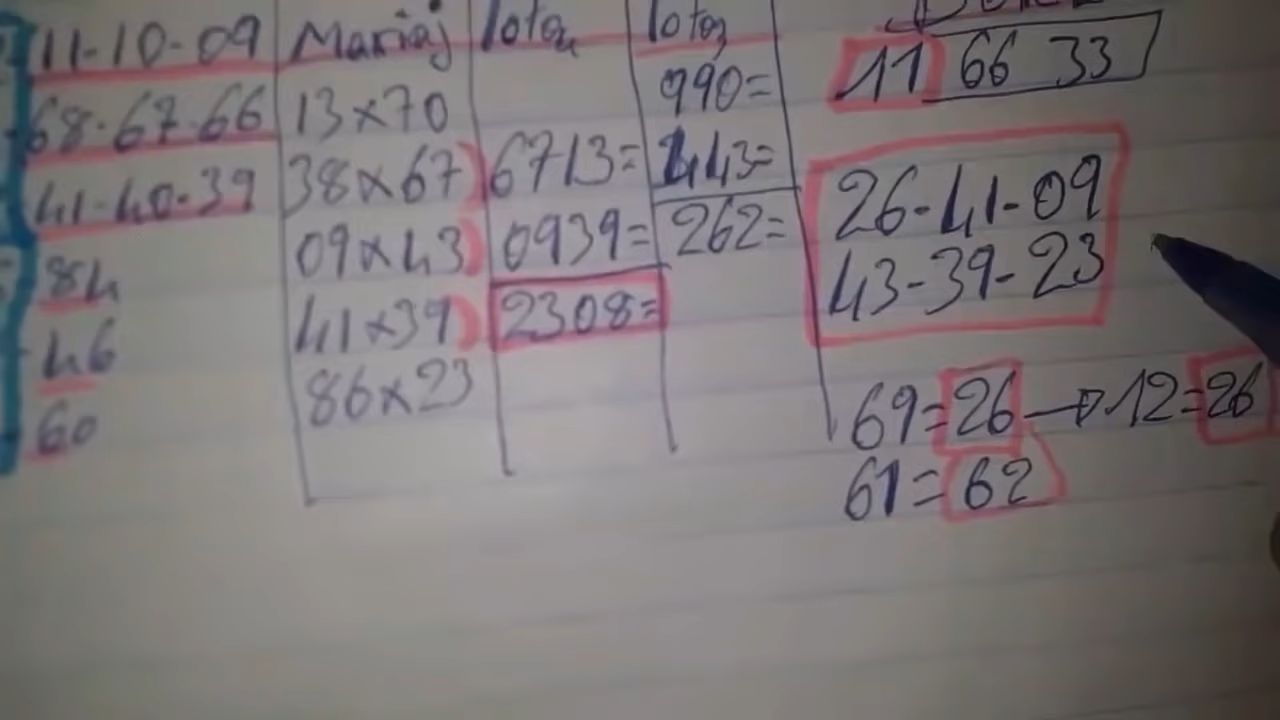 11-10-09 Mariaj loto4 loto3
68-67-66 13x70 990=
41-40-39 38x67) 6713= 443=
84 09x43) 0939= 262=
46 41x39) 2308=
60 86x23
11 66 33
26-41-09
43-39-23
69=26→12=26
61=62